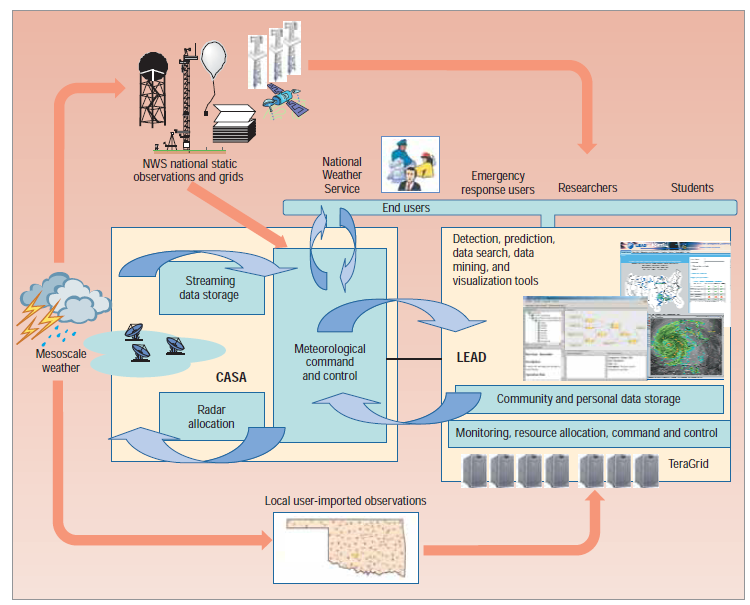 NWS national static
observations and grids
National
Weather
Service
Emergency
response users
Researchers
Students
End users
Detection, prediction,
data search, data
mining, and
visualization tools
Streaming
data storage
Mesoscale
weather
Meteorological
command
and control
CASA
LEAD
Radar
allocation
Community and personal data storage
Monitoring, resource allocation, command and control
TeraGrid
Local user-imported observations